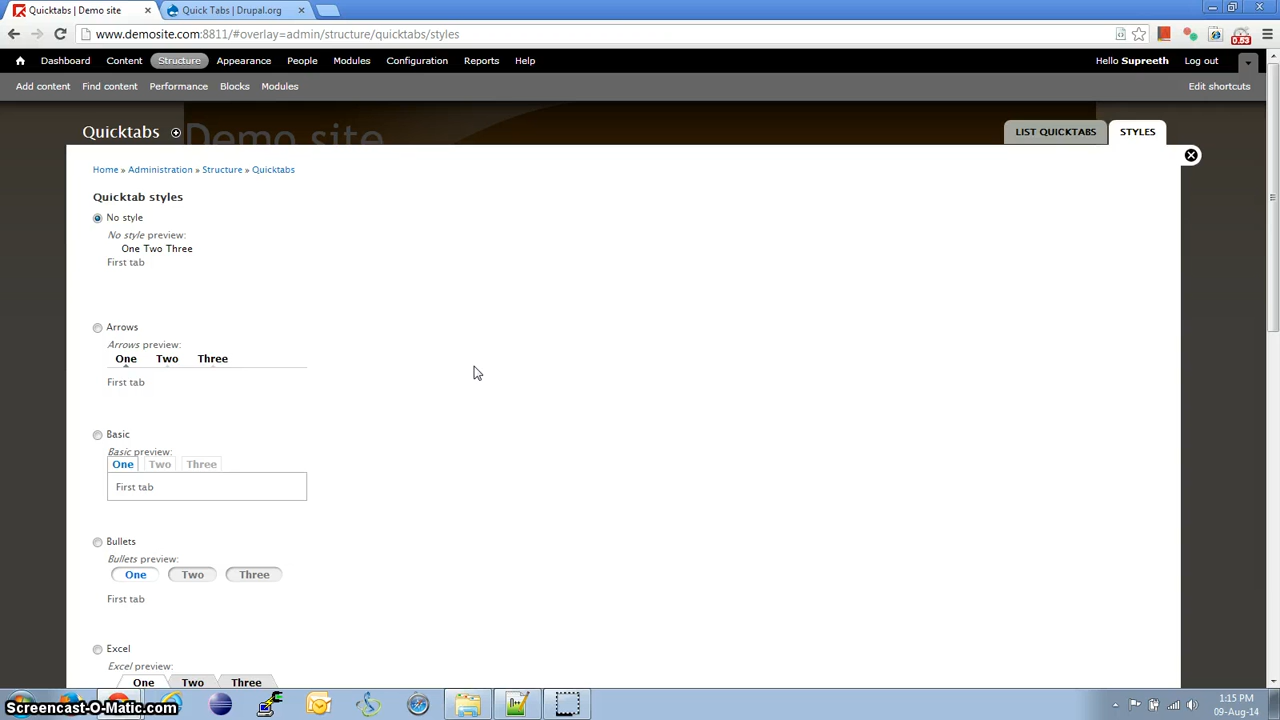 Quicktabs | Demo site
Quick Tabs | Drupal.org
www.demosite.com:8811/#overlay=admin/structure/quicktabs/styles
0.53
Dashboard Content Structure Appearance People Modules Configuration Reports Help
Hello Supreeth Log out
Add content Find content Performance Blocks Modules
Edit shortcuts
Demo site
Quicktabs
LIST QUICKTABS STYLES
Home » Administration » Structure » Quicktabs
Quicktab styles
No style
No style preview:
One Two Three
First tab
Arrows
Arrows preview:
One Two Three
First tab
Basic
Basic preview:
One Two Three
First tab
Bullets
Bullets preview:
One Two Three
First tab
Excel
Excel preview:
One Two Three
Screencast-O-Matic.com
1:15 PM
09-Aug-14